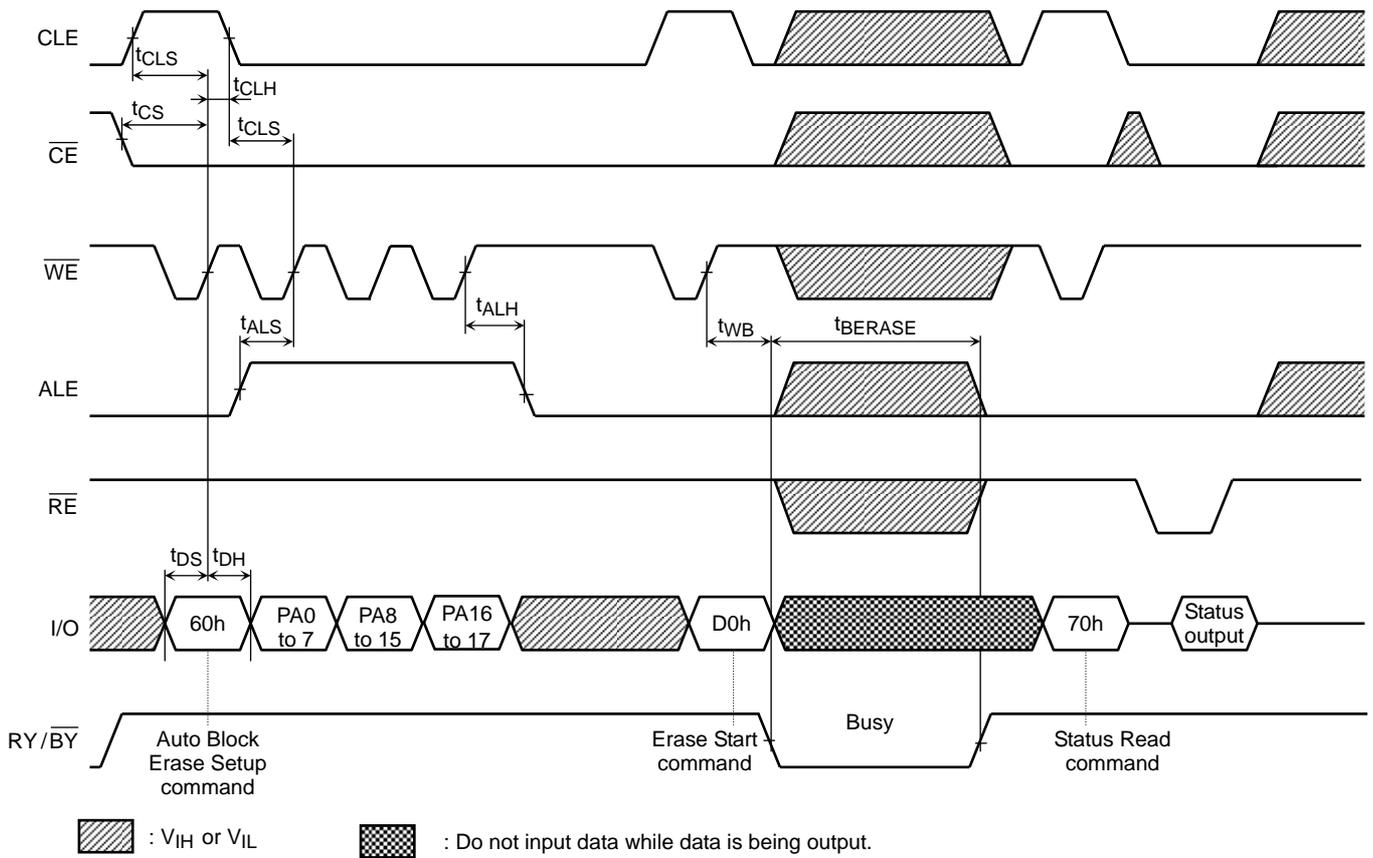 CLE
tCLS
tCLH
tCS
tCLS
CE
WE
tALS
tALH
tWB
tBERASE
ALE
RE
tDS
tDH
I/O
60h
PA0
to 7
PA8
to 15
PA16
to 17
D0h
70h
Status
output
RY/BY
Busy
Auto Block
Erase Setup
command
Erase Start
command
Status Read
command
: VIH or VIL
: Do not input data while data is being output.